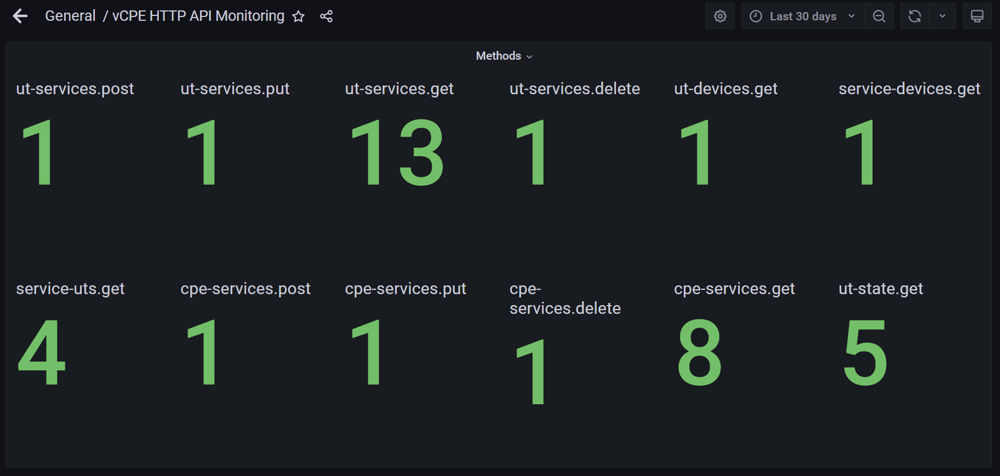 General / vCPE HTTP API Monitoring
Last 30 days
Methods
ut-services.post
ut-services.put
ut-services.get
ut-services.delete
ut-devices.get
service-devices.get
1
1
13
1
1
1
service-uts.get
cpe-services.post
cpe-services.put
cpe-
services.delete
cpe-services.get
ut-state.get
4
1
1
1
8
5